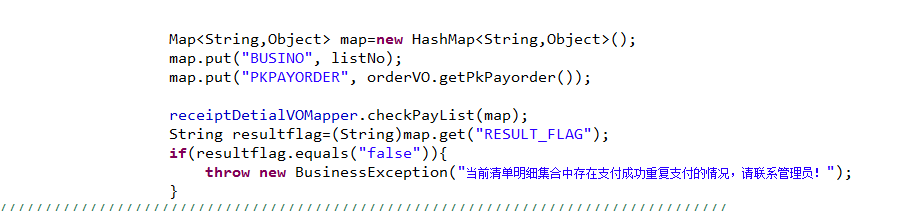 Map<String,Object> map=new HashMap<String,Object>();
map.put("BUSINO", listNo);
map.put("PKPAYORDER", orderVO.getPkPayorder());
receiptDetialVOMapper.checkPayList(map);
String resultflag=(String)map.get("RESULT_FLAG");
if(resultflag.equals("false")){
throw new BusinessException("当前清单明细集合中存在支付成功重复支付的情况，请联系管理员！");
}
/////////////////////////////////////////////////////////////////////////////////